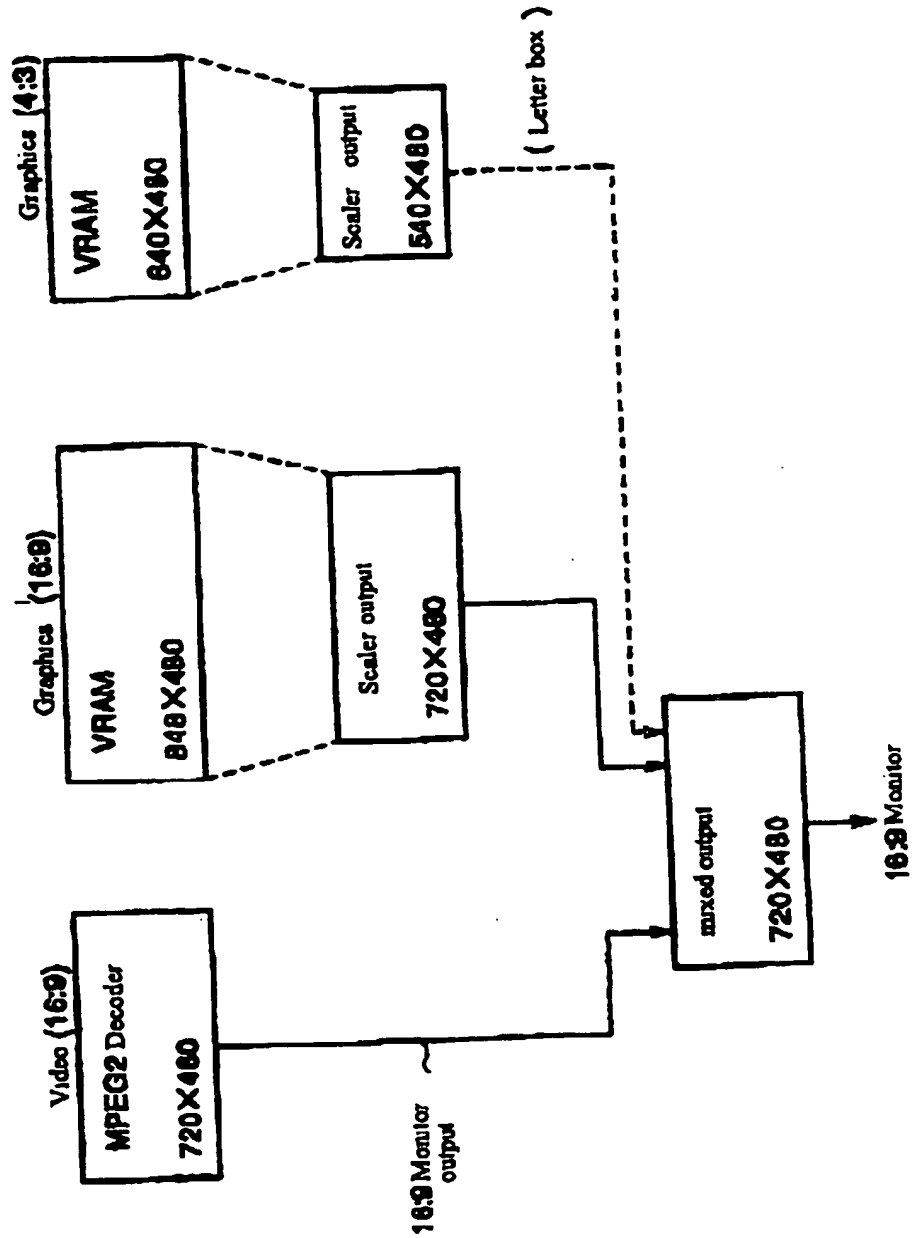 Video (16:9)
MPEG2 Decoder
720X480
16:9 Monitor
output
Graphics (16:9)
VRAM
848X480
Scaler output
720X480
Graphics (4:3)
VRAM
640X480
Scaler output
540X480
( Letter box )
mixed output
720X480
16:9 Monitor